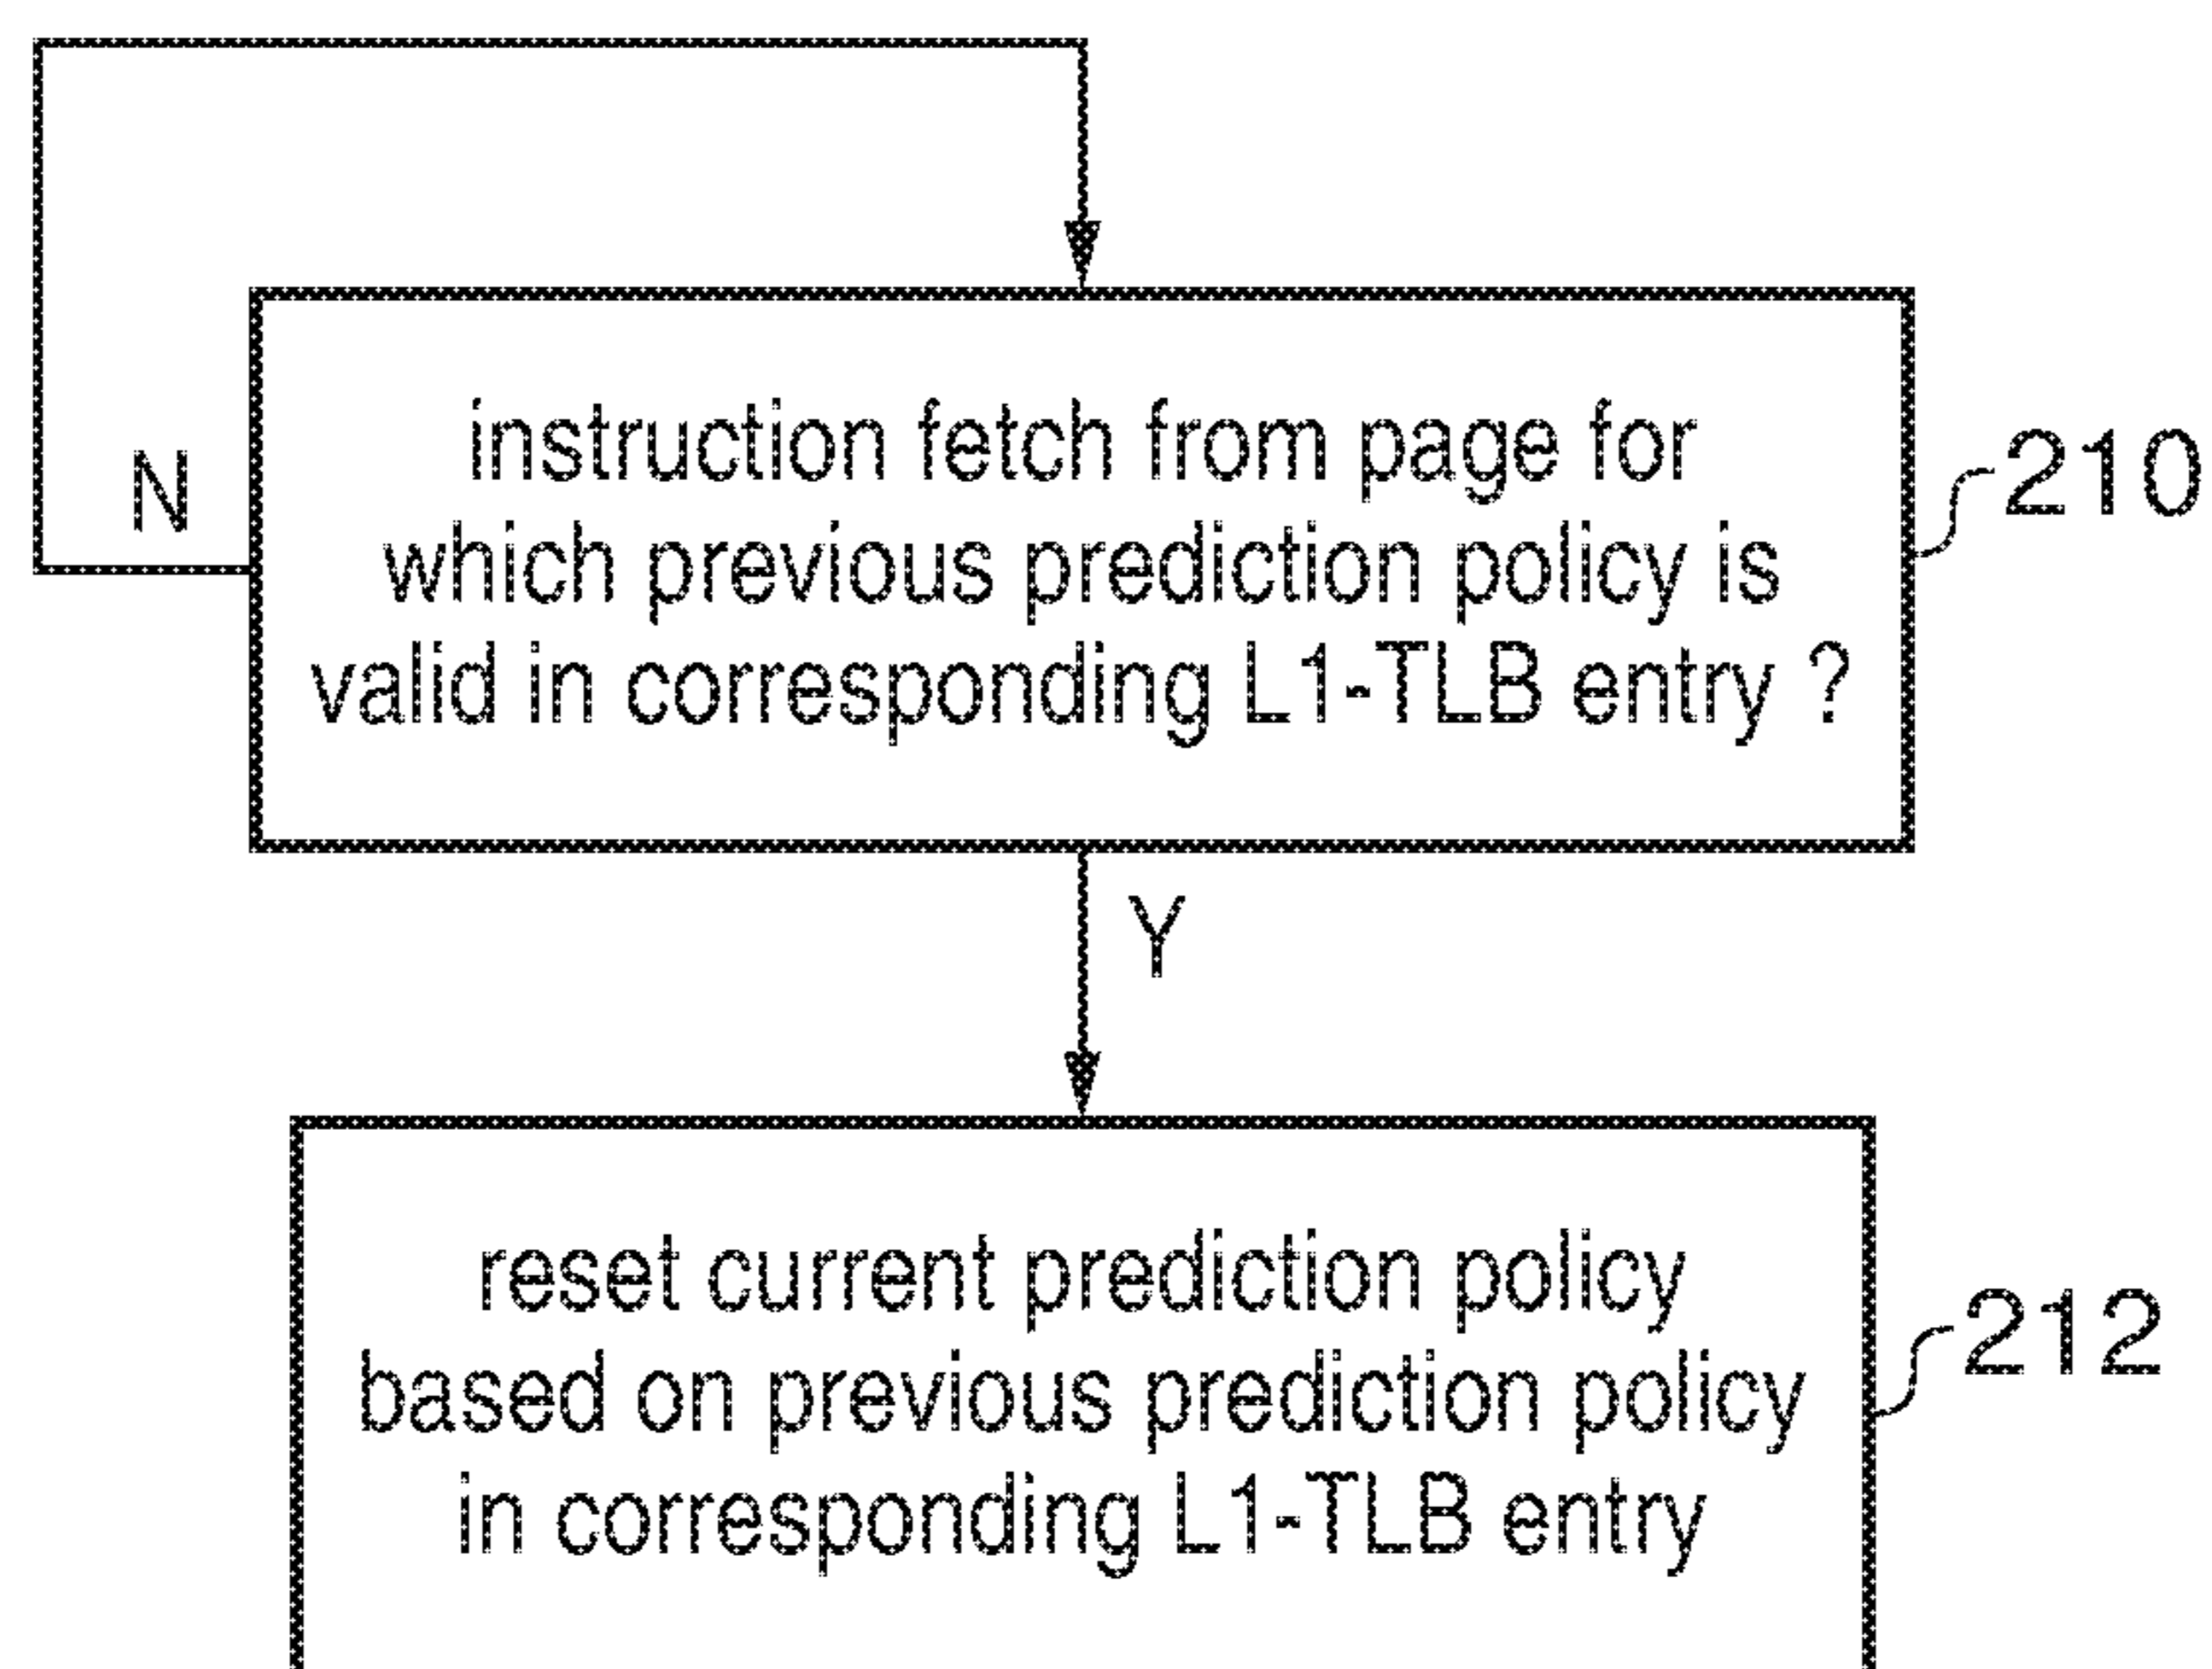 N
instruction fetch from page for
which previous prediction policy is
valid in corresponding L1-TLB entry ?
210
Y
reset current prediction policy
based on previous prediction policy
in corresponding L1-TLB entry
212